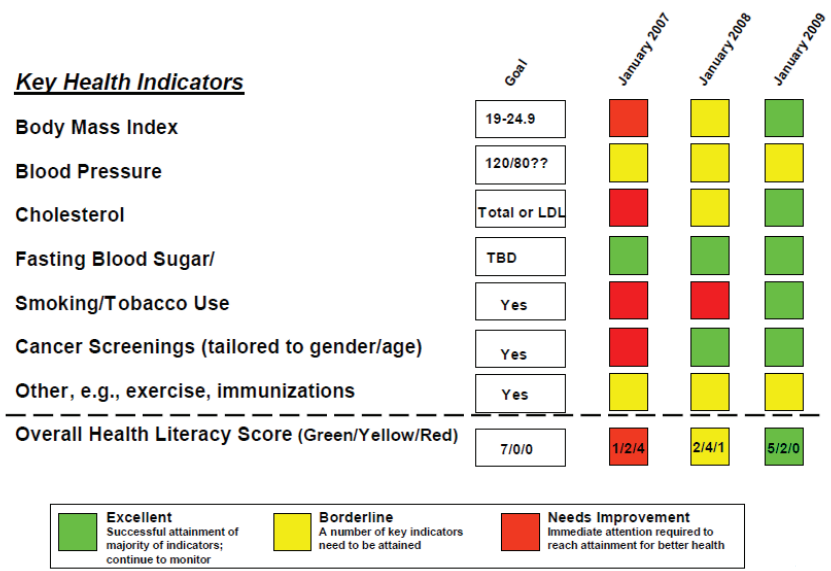 Goal
January 2007
January 2008
January 2009
Key Health Indicators
Body Mass Index
19-24.9
Blood Pressure
120/80??
Cholesterol
Total or LDL
Fasting Blood Sugar/
TBD
Smoking/Tobacco Use
Yes
Cancer Screenings (tailored to gender/age)
Yes
Other, e.g., exercise, immunizations
Yes
Overall Health Literacy Score (Green/Yellow/Red)
7/0/0
1/2/4
2/4/1
5/2/0
Excellent
Successful attainment of
majority of indicators;
continue to monitor
Borderline
A number of key indicators
need to be attained
Needs Improvement
Immediate attention required to
reach attainment for better health